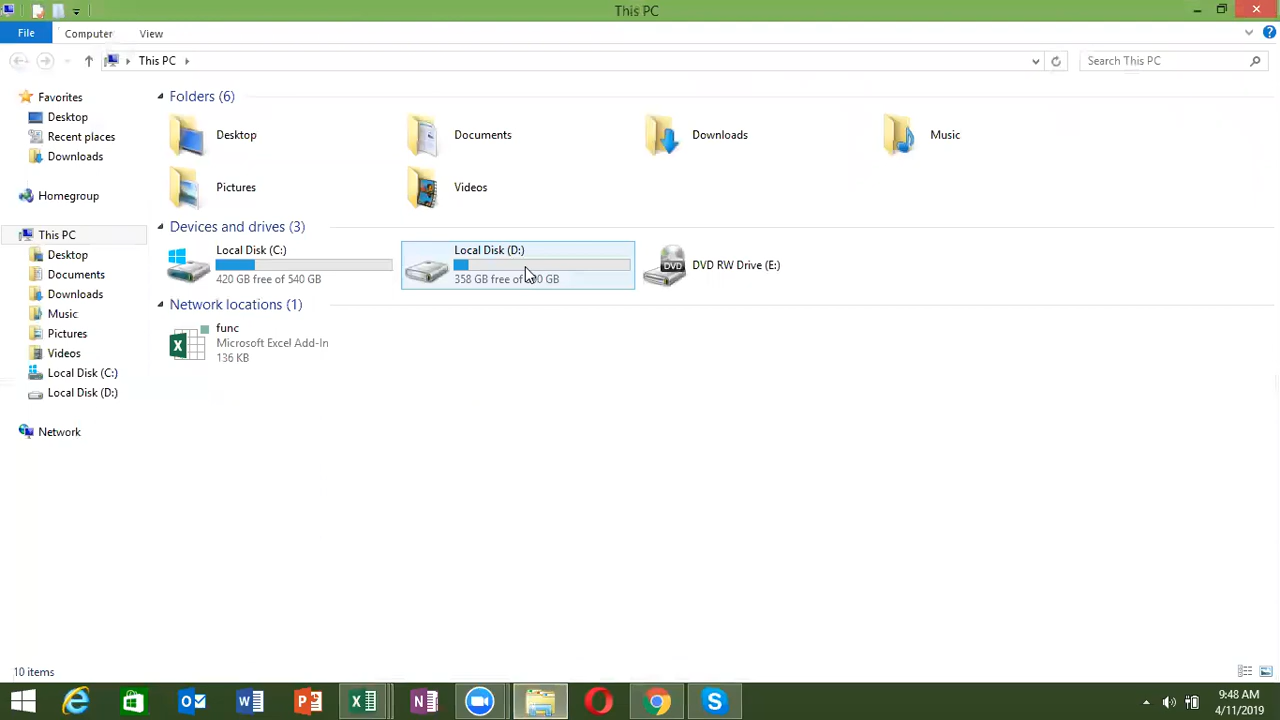 This PC
File
Computer
View
This PC
Search This PC
Favorites
Desktop
Recent places
Downloads
Homegroup
This PC
Desktop
Documents
Downloads
Music
Pictures
Videos
Local Disk (C:)
Local Disk (D:)
Network
Folders (6)
Desktop
Documents
Downloads
Music
Pictures
Videos
Devices and drives (3)
Local Disk (C:)
420 GB free of 540 GB
Local Disk (D:)
358 GB free of GB
DVD
DVD RW Drive (E:)
Network locations (1)
func
Microsoft Excel Add-In
136 KB
10 items
9:48 AM
4/11/2019